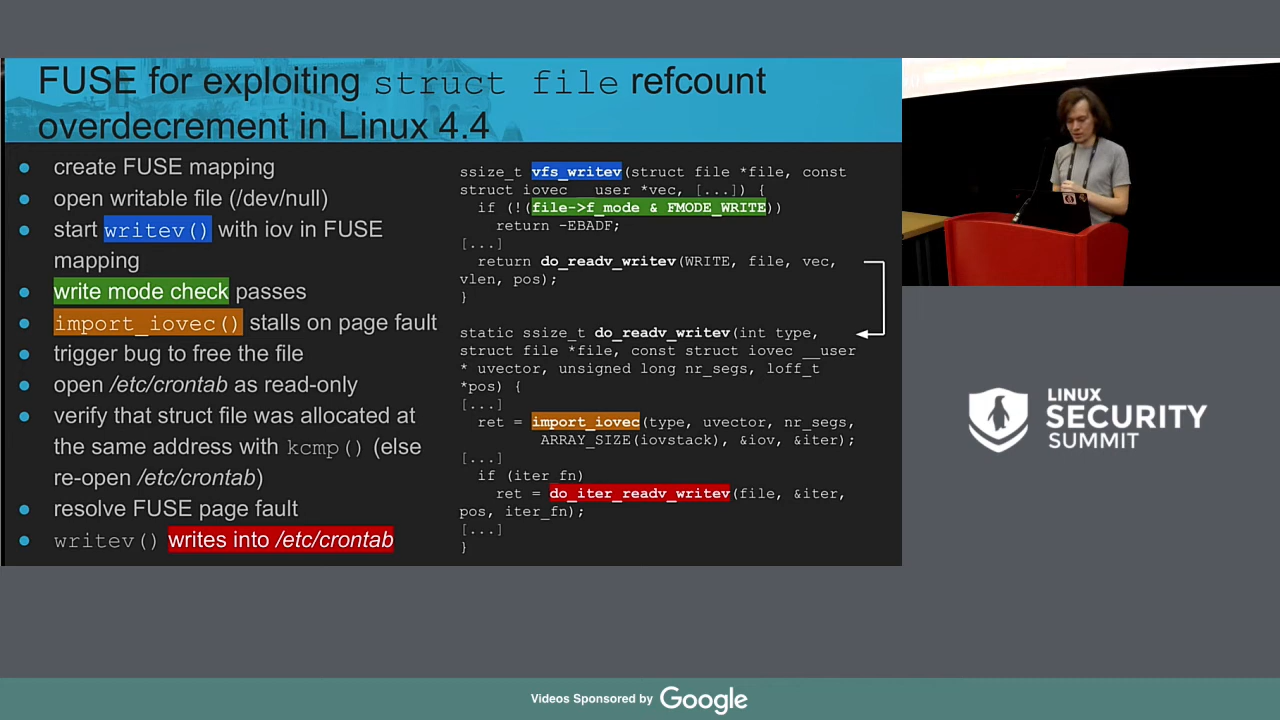 FUSE for exploiting struct file refcount
overdecrement in Linux 4.4
create FUSE mapping
open writable file (/dev/null)
start writev() with iov in FUSE
mapping
write mode check passes
import_iovec() stalls on page fault
trigger bug to free the file
open /etc/crontab as read-only
verify that struct file was allocated at
the same address with kcmp() (else
re-open /etc/crontab)
resolve FUSE page fault
writev() writes into /etc/crontab
ssize_t vfs_writev(struct file *file, const
struct iovec __user *vec, [...]) {
if (!(file->f_mode & FMODE_WRITE))
return -EBADF;
[...]
return do_readv_writev(WRITE, file, vec,
vlen, pos);
}
static ssize_t do_readv_writev(int type,
struct file *file, const struct iovec __user
* uvector, unsigned long nr_segs, loff_t
*pos) {
[...]
ret = import_iovec(type, uvector, nr_segs,
ARRAY_SIZE(iovstack), &iov, &iter);
[...]
if (iter_fn)
ret = do_iter_readv_writev(file, &iter,
pos, iter_fn);
[...]
}
LINUX
SECURITY
SUMMIT
Videos Sponsored by Google